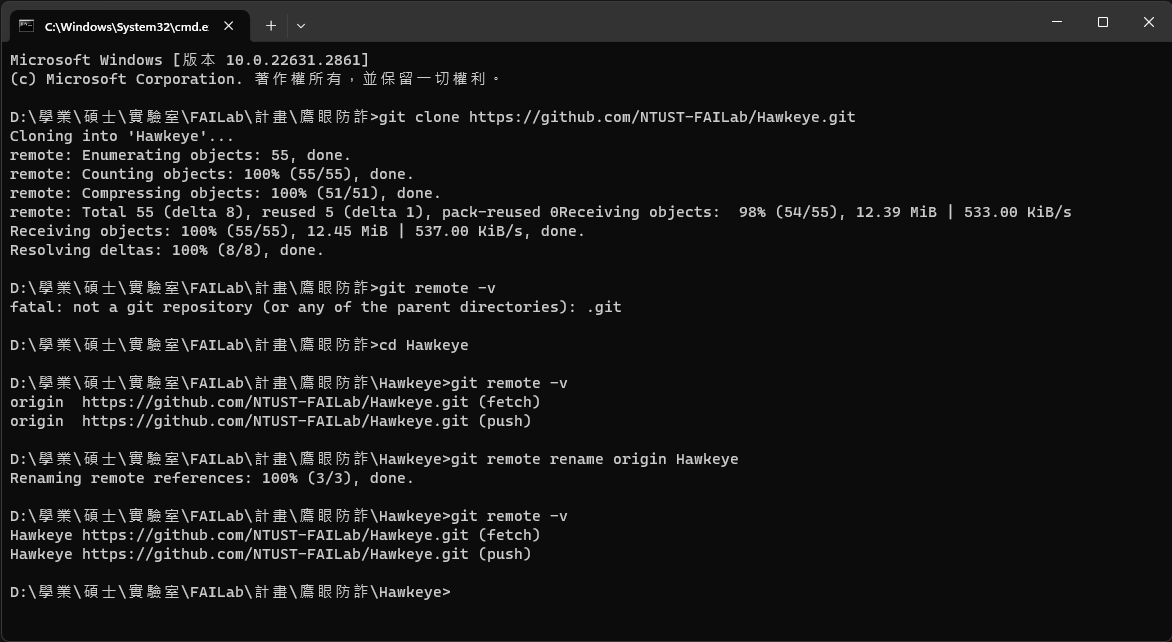 C:\Windows\System32\cmd.e
Microsoft Windows [版本 10.0.22631.2861]
(c) Microsoft Corporation. 著作權所有，並保留一切權利。
D:\學業\碩士\實驗室\FAILab\計畫\鷹眼防詐>git clone https://github.com/NTUST-FAILab/Hawkeye.git
Cloning into 'Hawkeye'...
remote: Enumerating objects: 55, done.
remote: Counting objects: 100% (55/55), done.
remote: Compressing objects: 100% (51/51), done.
remote: Total 55 (delta 8), reused 5 (delta 1), pack-reused 0Receiving objects:  98% (54/55), 12.39 MiB | 533.00 KiB/s
Receiving objects: 100% (55/55), 12.45 MiB | 537.00 KiB/s, done.
Resolving deltas: 100% (8/8), done.
D:\學業\碩士\實驗室\FAILab\計畫\鷹眼防詐>git remote -v
fatal: not a git repository (or any of the parent directories): .git
D:\學業\碩士\實驗室\FAILab\計畫\鷹眼防詐>cd Hawkeye
D:\學業\碩士\實驗室\FAILab\計畫\鷹眼防詐\Hawkeye>git remote -v
origin  https://github.com/NTUST-FAILab/Hawkeye.git (fetch)
origin  https://github.com/NTUST-FAILab/Hawkeye.git (push)
D:\學業\碩士\實驗室\FAILab\計畫\鷹眼防詐\Hawkeye>git remote rename origin Hawkeye
Renaming remote references: 100% (3/3), done.
D:\學業\碩士\實驗室\FAILab\計畫\鷹眼防詐\Hawkeye>git remote -v
Hawkeye https://github.com/NTUST-FAILab/Hawkeye.git (fetch)
Hawkeye https://github.com/NTUST-FAILab/Hawkeye.git (push)
D:\學業\碩士\實驗室\FAILab\計畫\鷹眼防詐\Hawkeye>